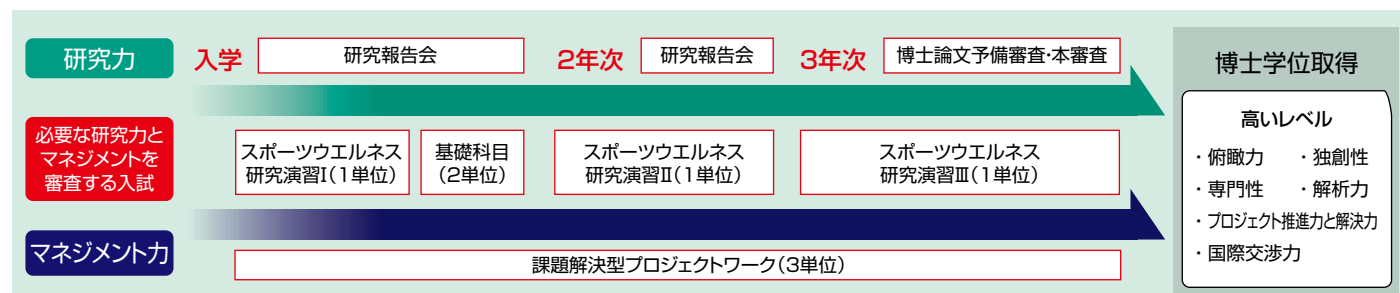 研究力
入学
研究報告会
2年次
研究報告会
3年次
博士論文予備審査・本審査
必要な研究力と
マネジメントを
審査する入試
スポーツウエルネス
研究演習Ⅰ(1単位)
基礎科目
(2単位)
スポーツウエルネス
研究演習Ⅱ(1単位)
スポーツウエルネス
研究演習Ⅲ(1単位)
マネジメント力
課題解決型プロジェクトワーク(3単位)
博士学位取得
高いレベル
・俯瞰力 ・独創性
・専門性 ・解析力
・プロジェクト推進力と解決力
・国際交渉力